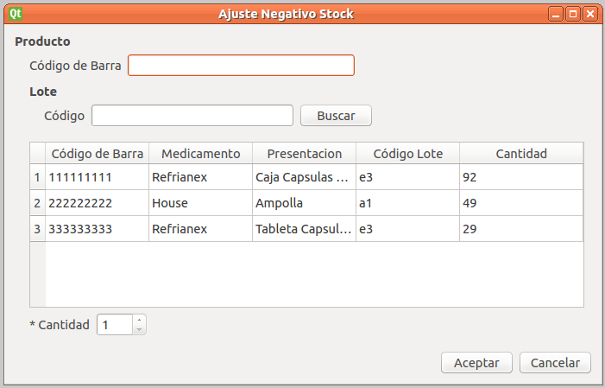 Qt Ajuste Negativo Stock
Producto
Código de Barra
Lote
Código Buscar
Código de Barra Medicamento Presentacion Código Lote Cantidad
1 111111111 Refrianex Caja Capsulas ... e3 92
2 222222222 House Ampolla a1 49
3 333333333 Refrianex Tableta Capsul... e3 29
* Cantidad 1
Aceptar Cancelar